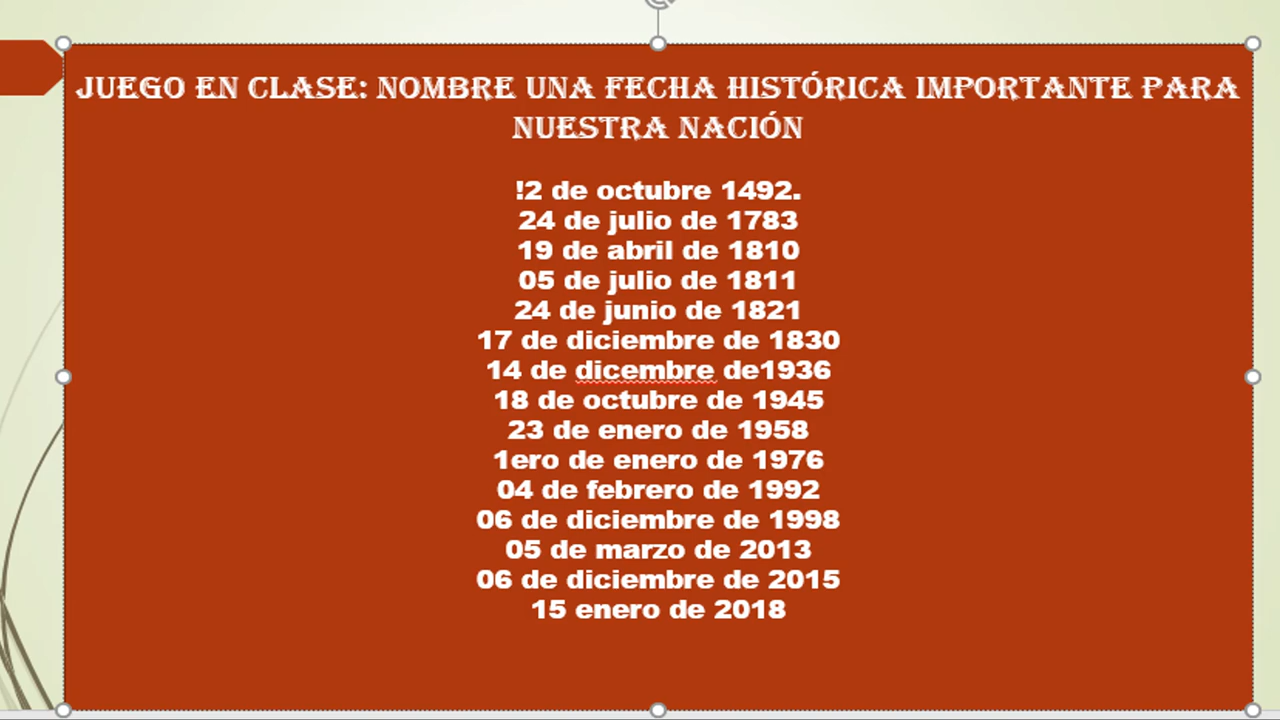 JUEGO EN CLASE: NOMBRE UNA FECHA HISTÓRICA IMPORTANTE PARA
NUESTRA NACIÓN
!2 de octubre 1492.
24 de julio de 1783
19 de abril de 1810
05 de julio de 1811
24 de junio de 1821
17 de diciembre de 1830
14 de dicembre de1936
18 de octubre de 1945
23 de enero de 1958
1ero de enero de 1976
04 de febrero de 1992
06 de diciembre de 1998
05 de marzo de 2013
06 de diciembre de 2015
15 enero de 2018